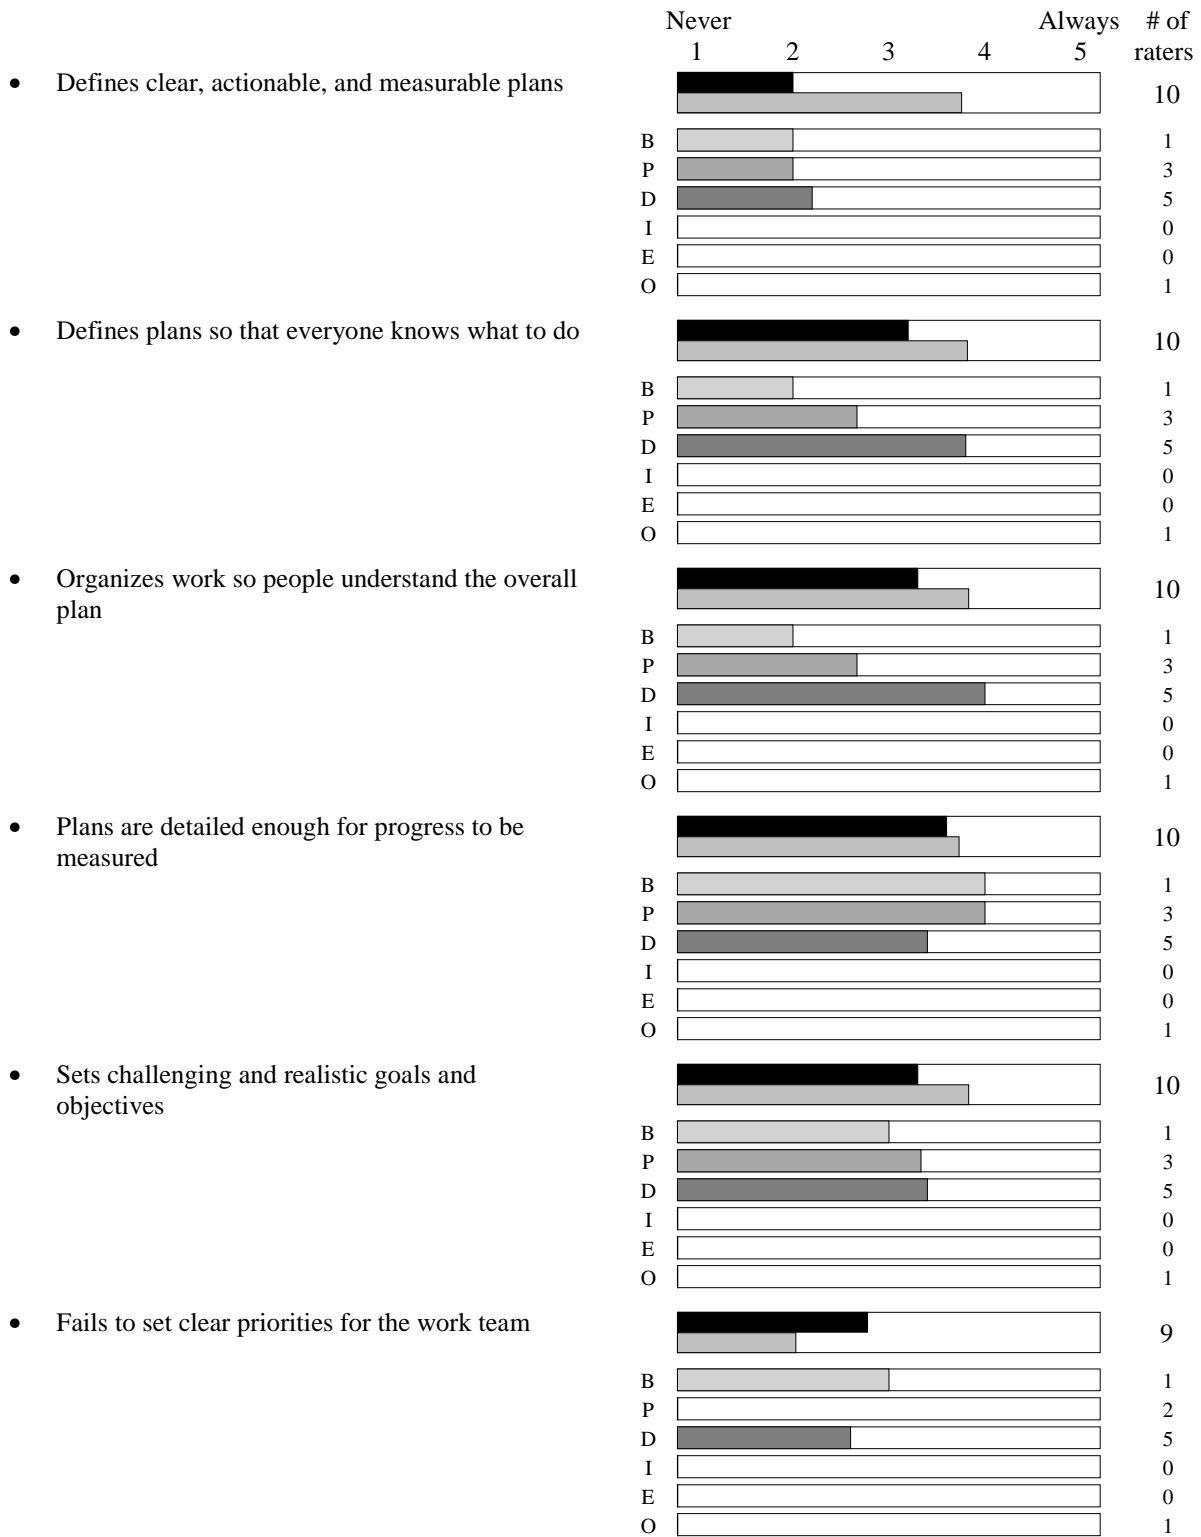 Never Always # of
1 2 3 4 5 raters
• Defines clear, actionable, and measurable plans 10
B 1
P 3
D 5
I 0
E 0
O 1
• Defines plans so that everyone knows what to do 10
B 1
P 3
D 5
I 0
E 0
O 1
• Organizes work so people understand the overall
plan 10
B 1
P 3
D 5
I 0
E 0
O 1
• Plans are detailed enough for progress to be
measured 10
B 1
P 3
D 5
I 0
E 0
O 1
• Sets challenging and realistic goals and
objectives 10
B 1
P 3
D 5
I 0
E 0
O 1
• Fails to set clear priorities for the work team 9
B 1
P 2
D 5
I 0
E 0
O 1